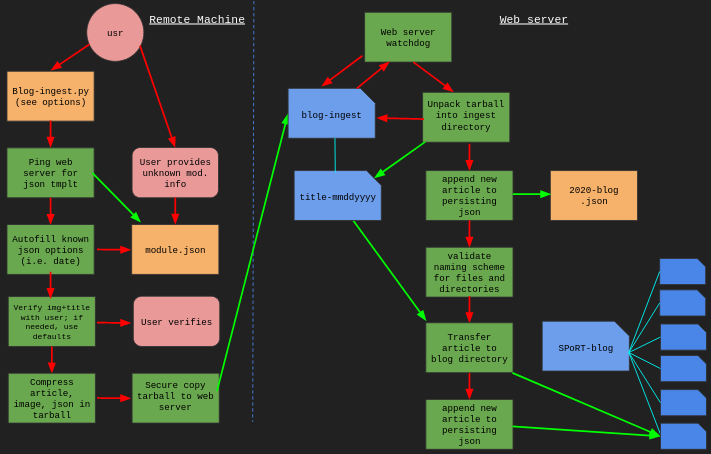 Remote Machine
usr
Blog-ingest.py
(see options)
Ping web
server for
json tmplt
User provides
unknown mod.
info
Autofill known
json options
(i.e. date)
module.json
Verify img+title
with user; if
needed, use
defaults
User verifies
Compress
article,
image, json in
tarball
Secure copy
tarball to web
server
Web server
Web server
watchdog
blog-ingest
Unpack tarball
into ingest
directory
title-mmddyyyy
append new
article to
persisting
json
2020-blog
.json
validate
naming scheme
for files and
directories
Transfer
article to
blog directory
SPoRT-blog
append new
article to
persisting
json